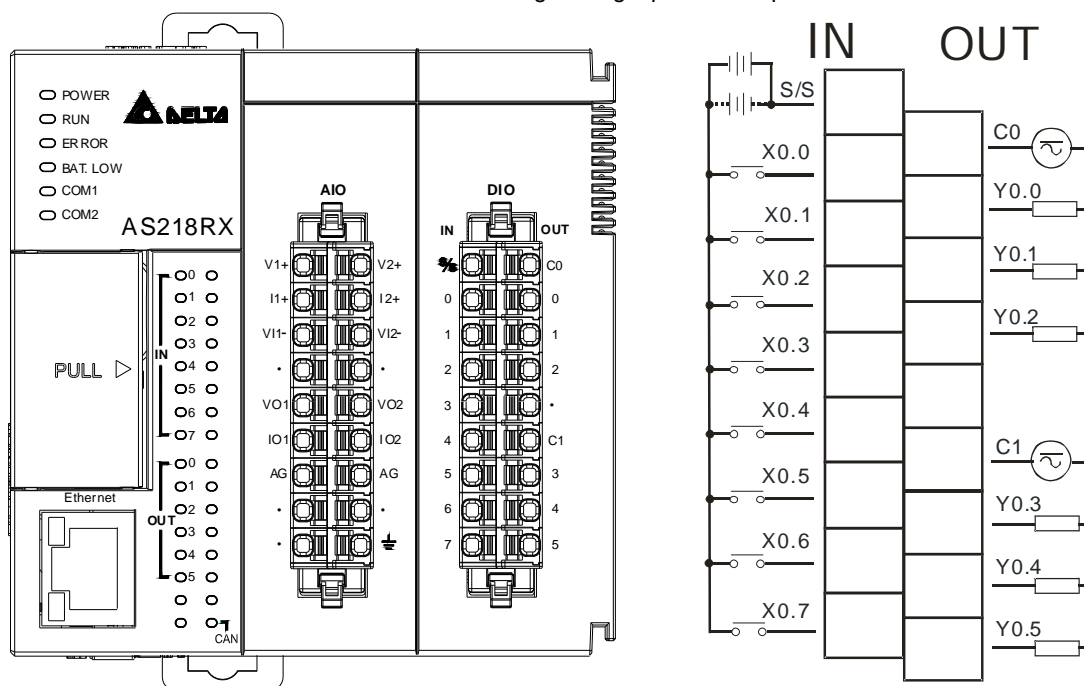 POWER
RUN
ERROR
BAT. LOW
COM1
COM2
DELTA
AS218RX
PULL
IN
0
1
2
3
4
5
6
7
OUT
0
1
2
3
4
5
Ethernet
CAN
AIO
V1+ V2+
I1+ I2+
VI1- VI2-
• •
VO1 VO2
IO1 IO2
AG AG
• •
•
DIO
IN OUT
S/S C0
0 0
1 1
2 2
3 •
4 C1
5 3
6 4
7 5
IN OUT
S/S
X0.0
X0.1
X0.2
X0.3
X0.4
X0.5
X0.6
X0.7
C0
Y0.0
Y0.1
Y0.2
C1
Y0.3
Y0.4
Y0.5